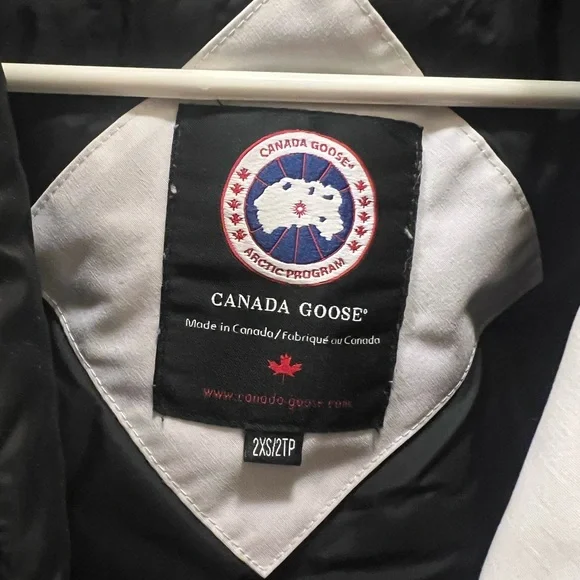 CANADA GOOSE®
ARCTIC PROGRAM
CANADA GOOSE®
Made in Canada/Fabriqué au Canada
www.canada-goose.com
2XS/2TP